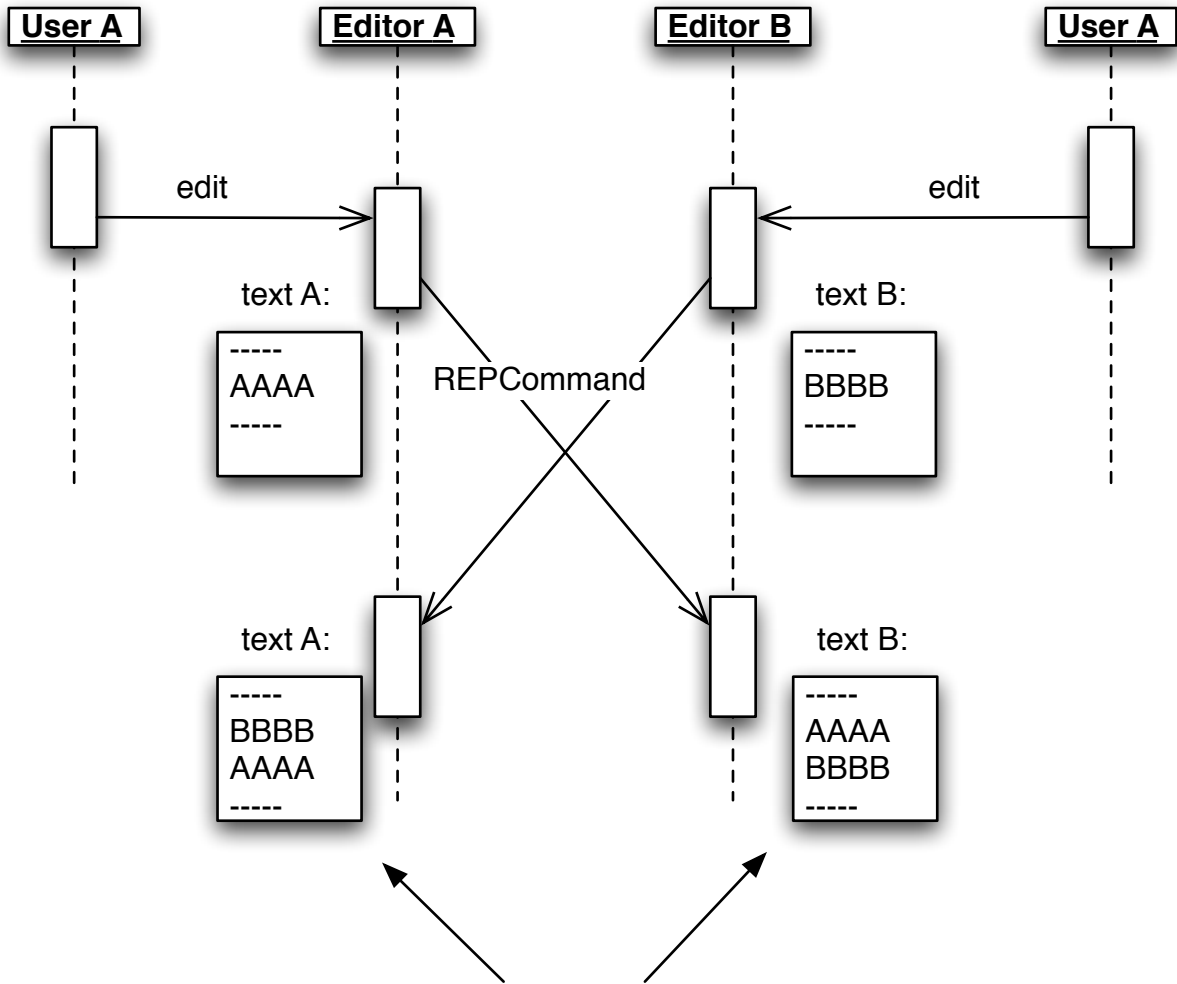 User A
Editor A
Editor B
User A
edit
edit
text A:
text B:
-----
AAAA
-----
REPCommand
-----
BBBB
-----
text A:
text B:
-----
BBBB
AAAA
-----
-----
AAAA
BBBB
-----